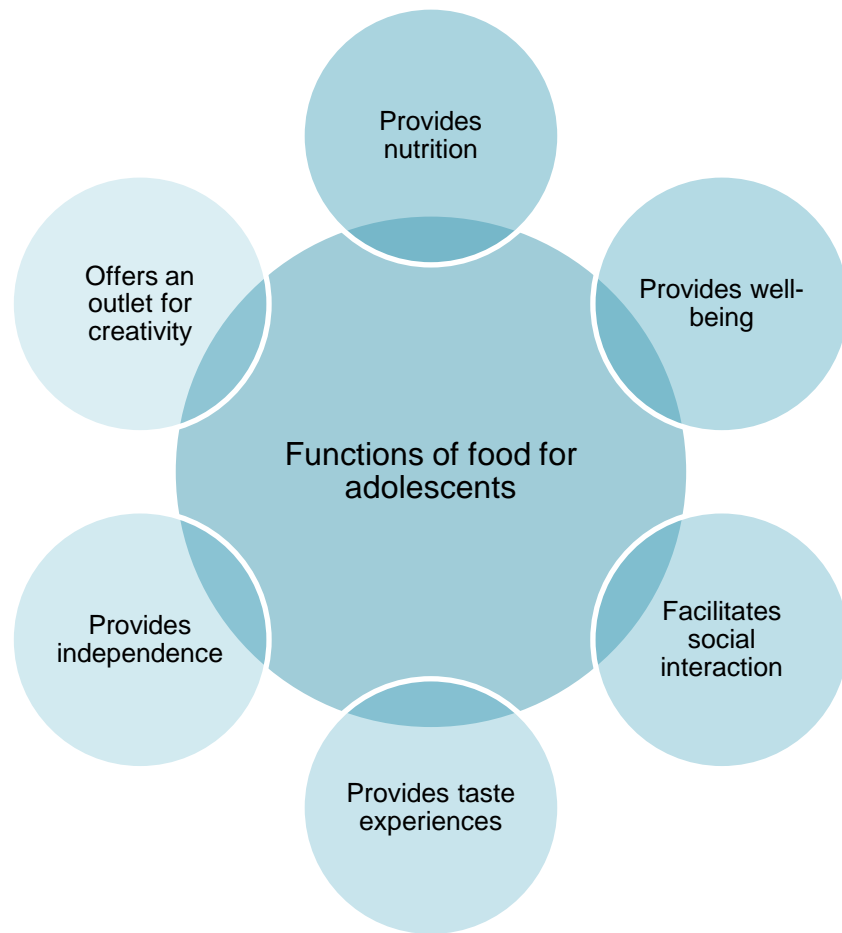 Provides
nutrition
Offers an
outlet for
creativity
Provides well-
being
Functions of food for
adolescents
Provides
independence
Facilitates
social
interaction
Provides taste
experiences